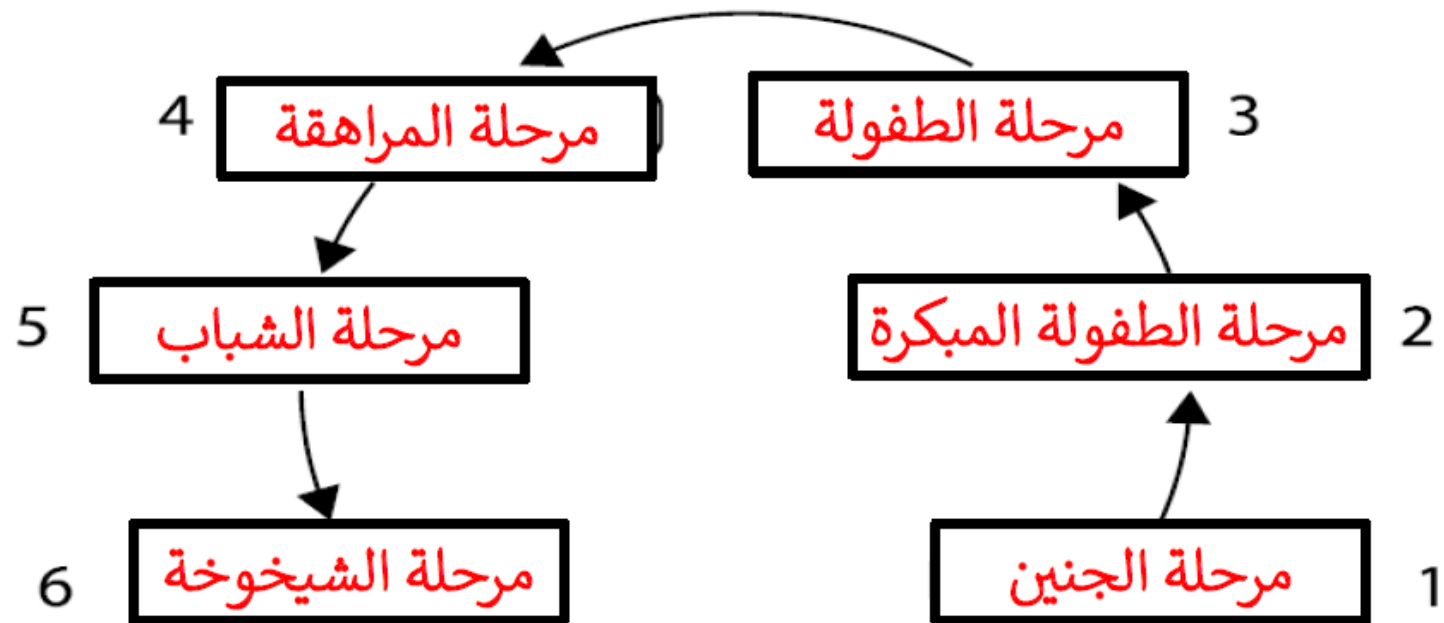 4 مرحلة المراهقة
مرحلة الطفولة 3
5 مرحلة الشباب
مرحلة الطفولة المبكرة 2
6 مرحلة الشيخوخة
مرحلة الجنين 1